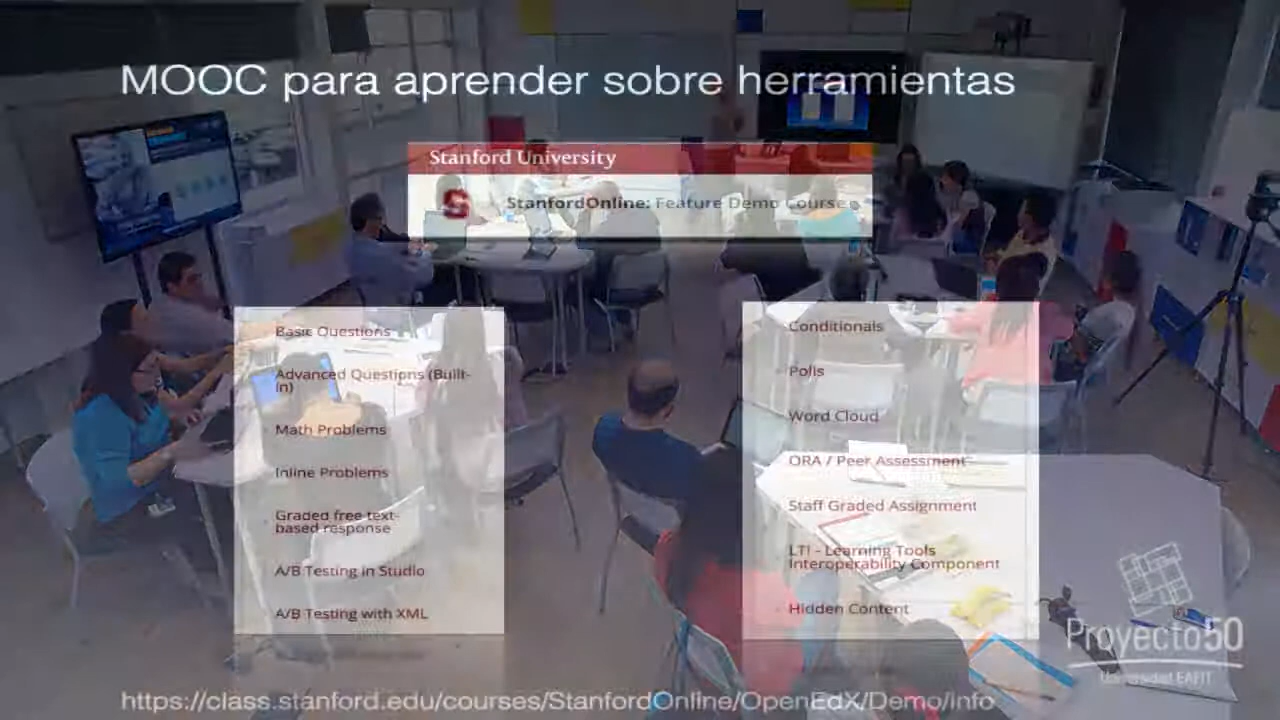 MOOC para aprender sobre herramientas
Stanford University
S
StanfordOnline: Feature Demo Course
Basic Questions
Advanced Questions (Built-
in)
Math Problems
Inline Problems
Graded free text-
based response
A/B Testing in Studio
A/B Testing with XML
Conditionals
Polls
Word Cloud
ORA / Peer Assessment
Staff Graded Assignment
LTI - Learning Tools
Interoperability Component
Hidden Content
Proyecto50
Universidad EAFIT
https://class.stanford.edu/courses/StanfordOnline/OpenEdX/Demo/info